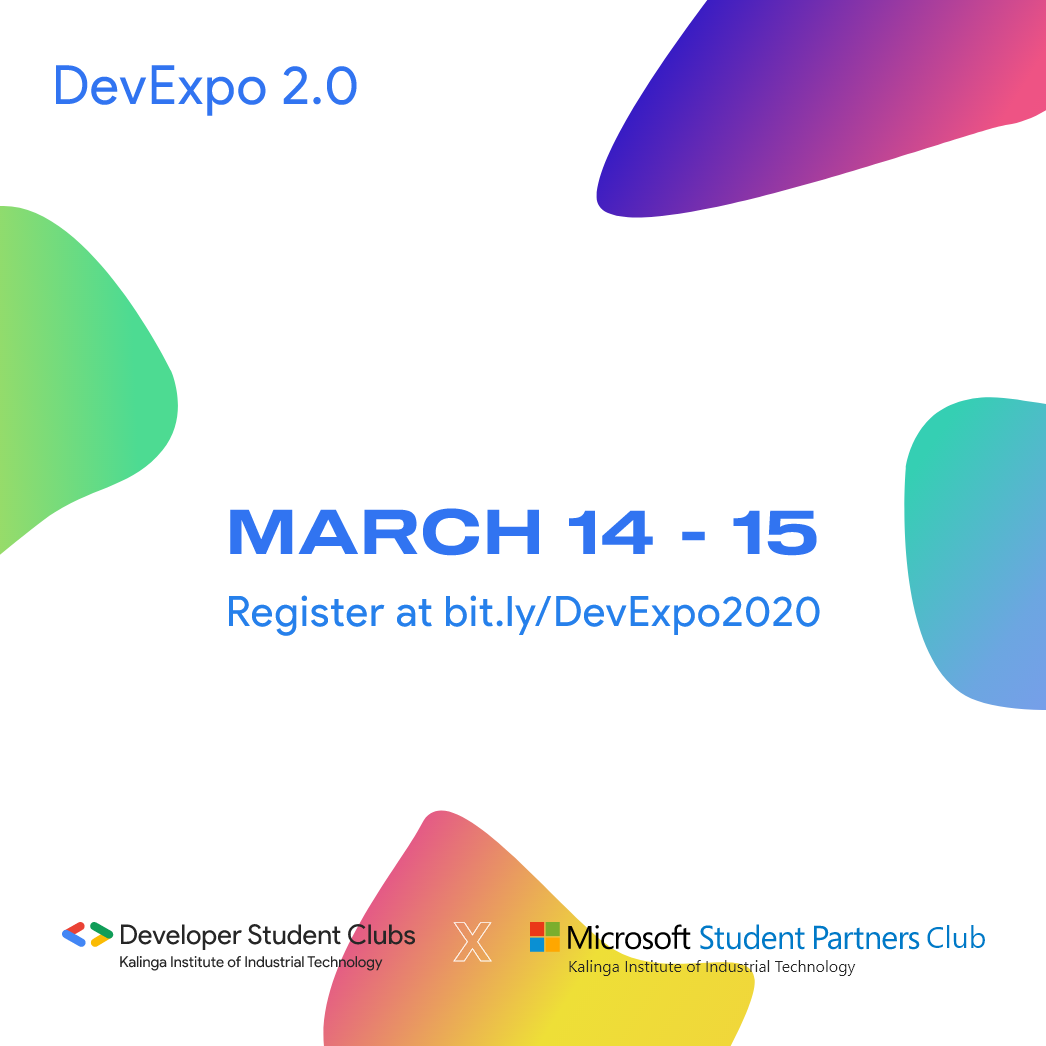 DevExpo 2.0
MARCH 14 - 15
Register at bit.ly/DevExpo2020
Developer Student Clubs
Kalinga Institute of Industrial Technology
X
Microsoft Student Partners Club
Kalinga Institute of Industrial Technology